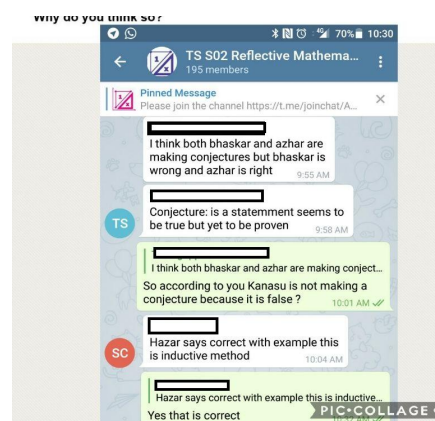 Why do you think so?
4G 70% 10:30
TS S02 Reflective Mathema...
195 members
Pinned Message
Please join the channel https://t.me/joinchat/A...
I think both bhaskar and azhar are
making conjectures but bhaskar is
wrong and azhar is right
9:55 AM
Conjecture: is a statemment seems to
be true but yet to be proven
9:58 AM
TS
I think both bhaskar and azhar are making conject...
So according to you Kanasu is not making a
conjecture because it is false ?
10:01 AM
Hazar says correct with example this
is inductive method
10:04 AM
SC
Hazar says correct with example this is inductive...
Yes that is correct
PIC•COLLAGE